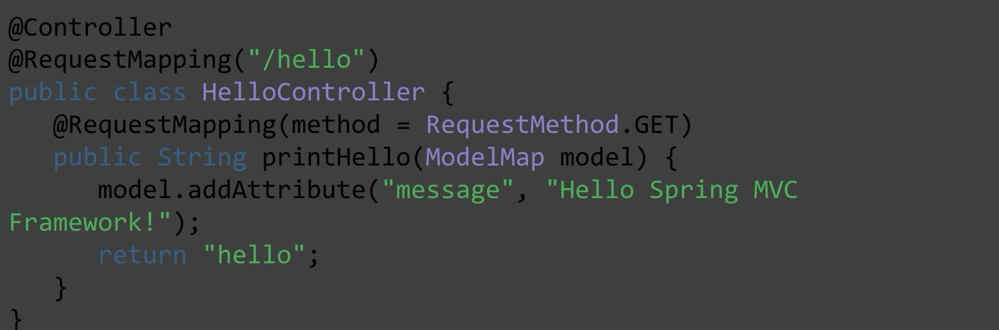 @Controller
@RequestMapping("/hello")
public class HelloController {
   @RequestMapping(method = RequestMethod.GET)
   public String printHello(ModelMap model) {
      model.addAttribute("message", "Hello Spring MVC
Framework!");
      return "hello";
   }
}